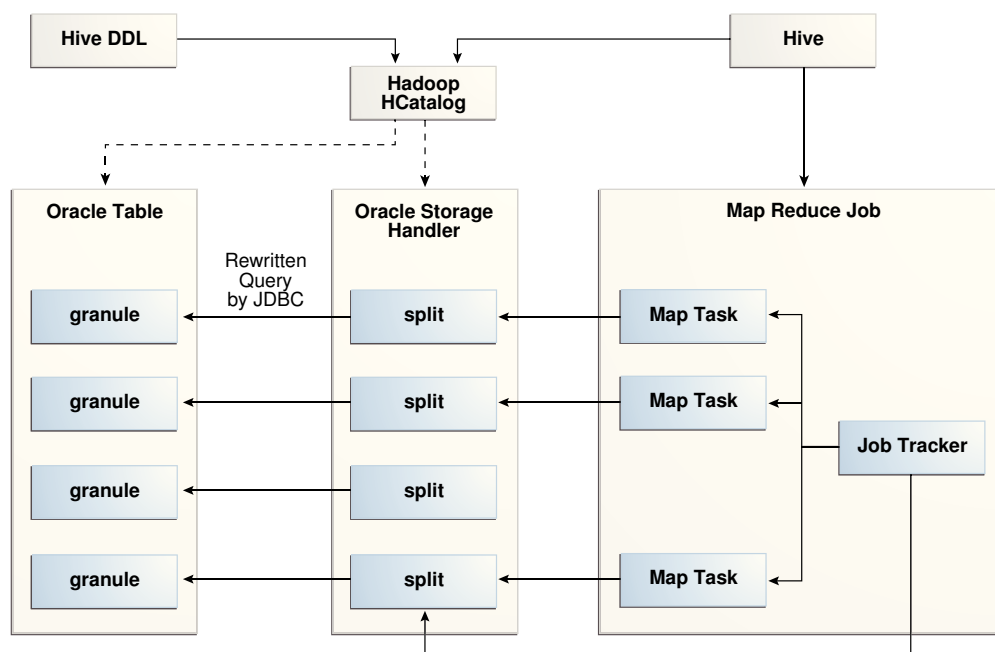 Hive DDL
Hive
Hadoop
HCatalog
Oracle Table
Oracle Storage
Handler
Map Reduce Job
Rewritten
Query
by JDBC
granule
split
Map Task
granule
split
Map Task
Job Tracker
granule
split
granule
split
Map Task